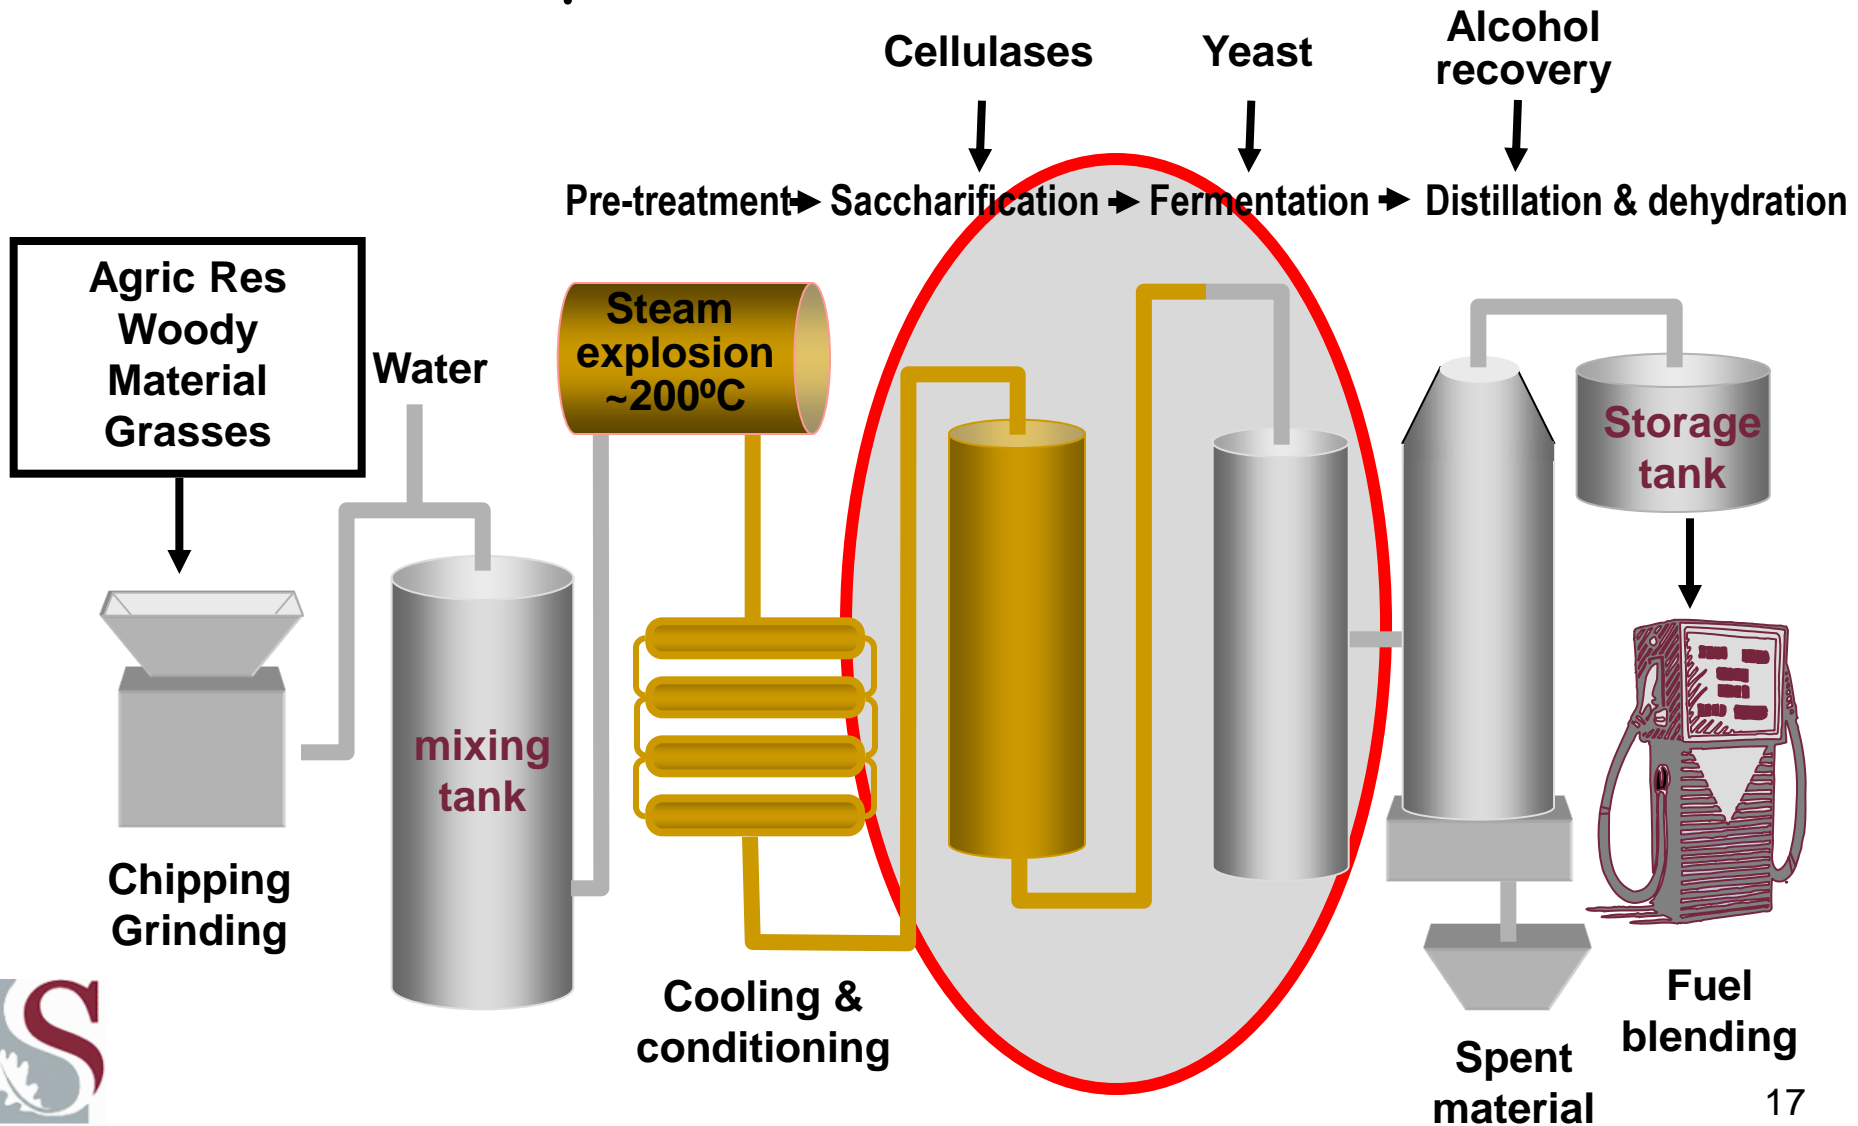 Cellulases
Yeast
Alcohol
recovery
Pre-treatment
Saccharification
Fermentation
Distillation & dehydration
Agric Res
Woody
Material
Grasses
Water
Steam
explosion
~200ºC
Storage
tank
mixing
tank
Chipping
Grinding
Cooling &
conditioning
Fuel
blending
Spent
material
17
S